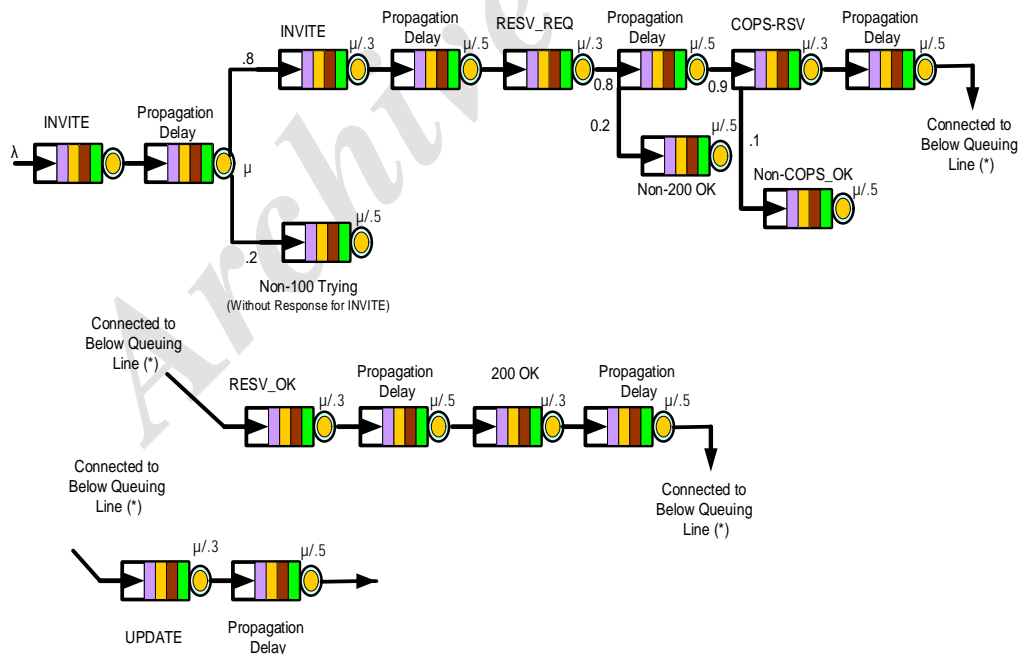 INVITE
Propagation
Delay
RESV_REQ
Propagation
Delay
COPS-RSV
Propagation
Delay
µ/.3
µ/.5
µ/.3
µ/.5
µ/.3
µ/.5
.8
0.8
0.9
0.2
.1
µ/.5
Non-200 OK
Non-COPS_OK
µ/.5
Connected to
Below Queuing
Line (*)
INVITE
Propagation
Delay
λ
µ
.2
µ/.5
Non-100 Trying
(Without Response for INVITE)
Connected to
Below Queuing
Line (*)
RESV_OK
Propagation
Delay
200 OK
Propagation
Delay
µ/.3
µ/.5
µ/.3
µ/.5
Connected to
Below Queuing
Line (*)
Connected to
Below Queuing
Line (*)
µ/.3
µ/.5
UPDATE
Propagation
Delay
Archive